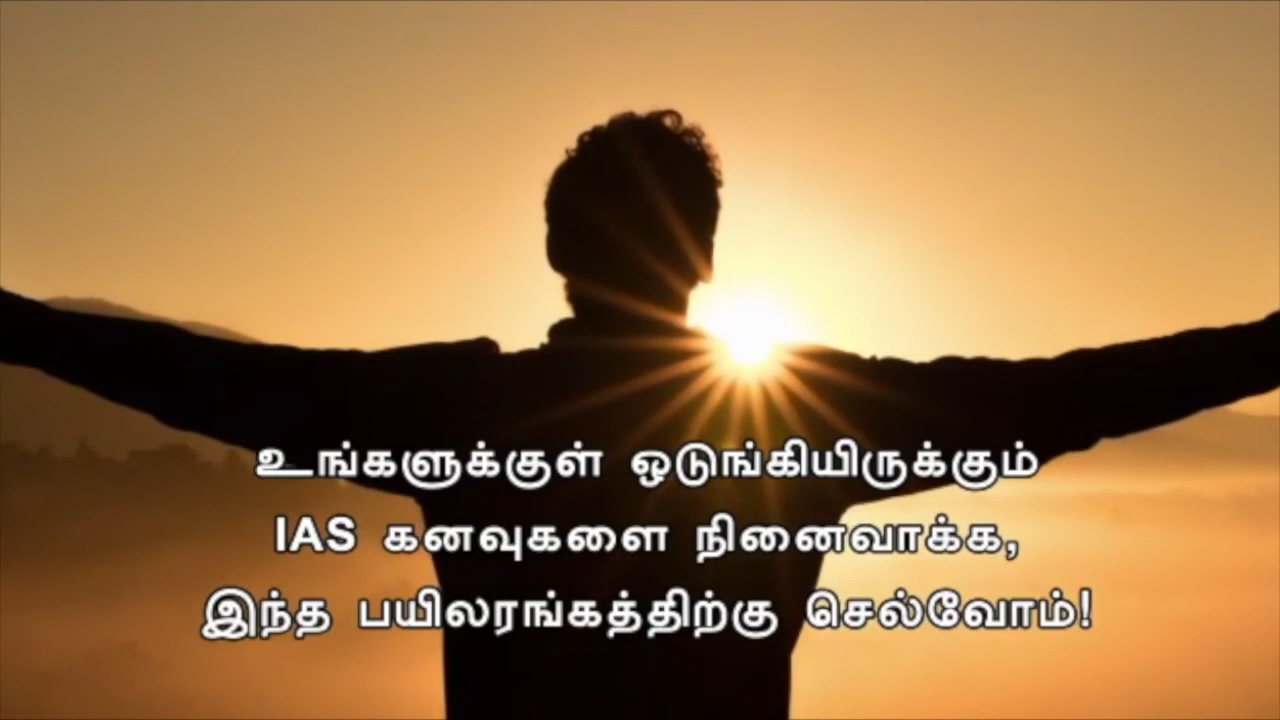 உங்களுக்குள் ஒடுங்கியிருக்கும்
IAS கனவுகளை நினைவாக்க,
இந்த பயிலரங்கத்திற்கு செல்வோம்!